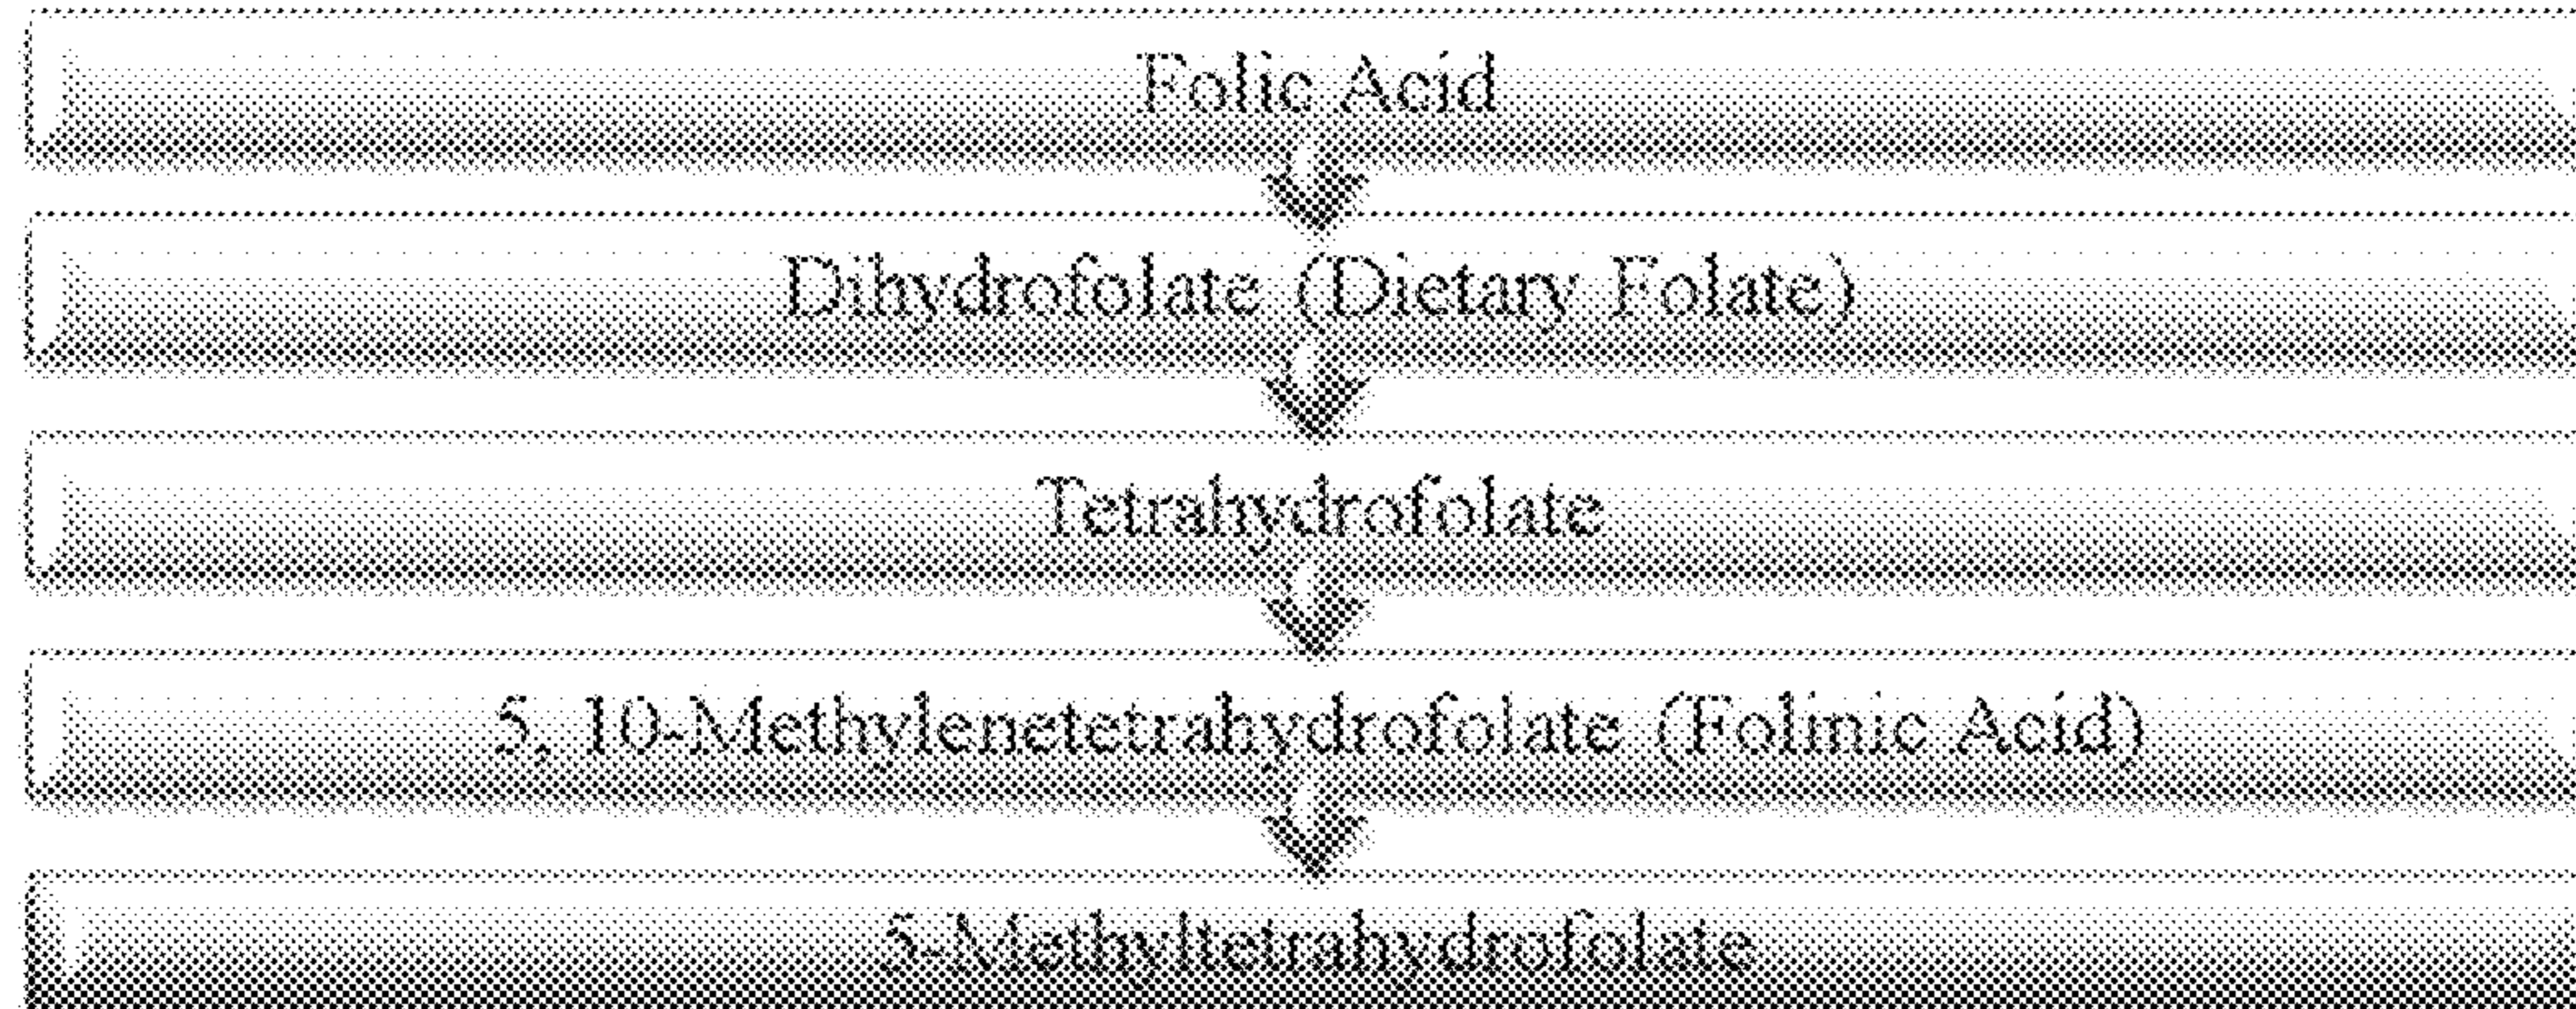 Folic Acid
Dihydrofolate (Dietary Folate)
Tetrahydrofolate
5, 10-Methylenetetrahydrofolate (Folinic Acid)
5-Methyltetrahydrofolate